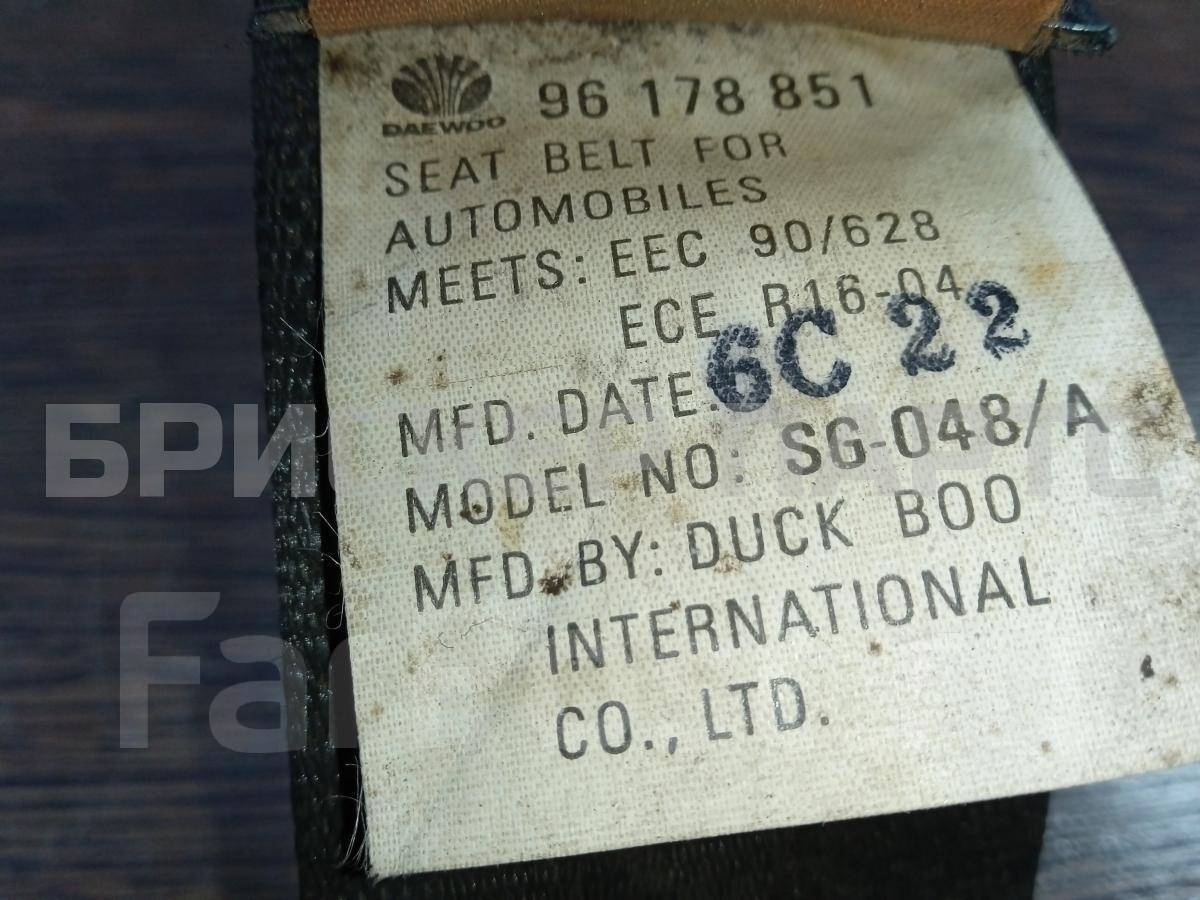 DAEWOO 96 178 851
SEAT BELT FOR
AUTOMOBILES
MEETS: EEC 90/628
ECE R16-04
MFD. DATE: 6C 22
MODEL NO: SG-048/A
MFD. BY: DUCK BOO
INTERNATIONAL
CO., LTD.